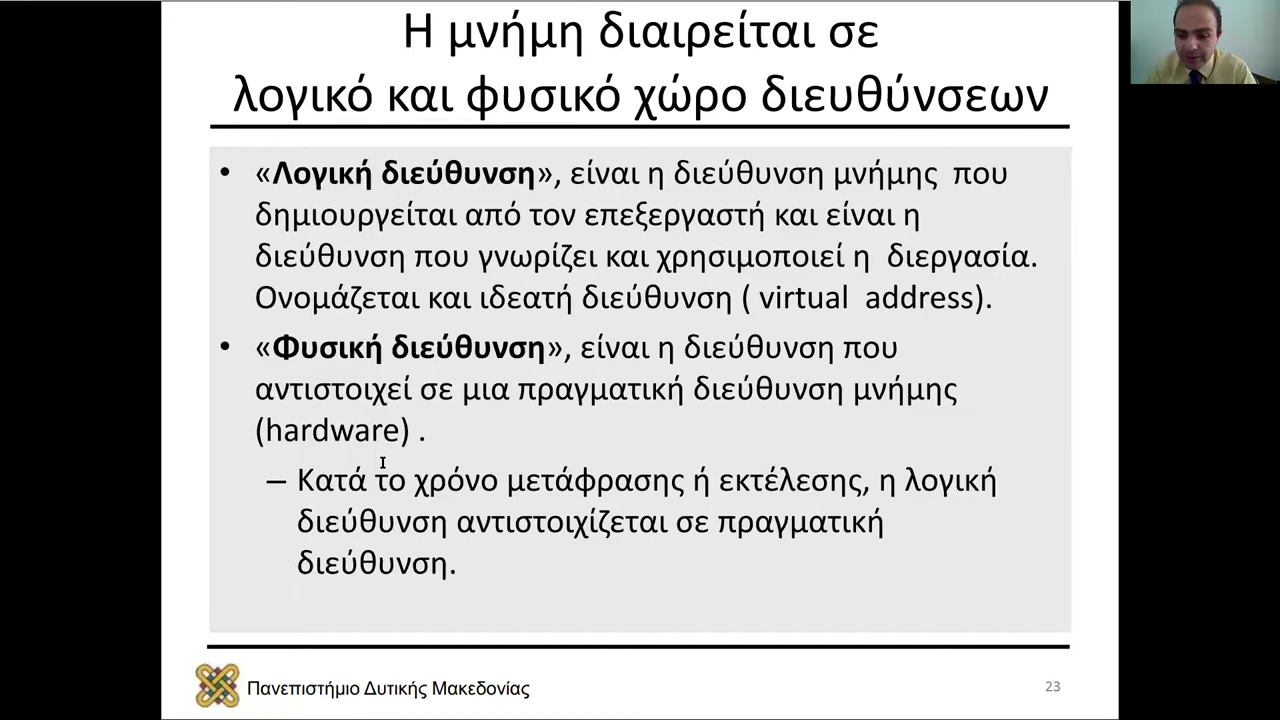 Η μνήμη διαιρείται σε
λογικό και φυσικό χώρο διευθύνσεων
• «Λογική διεύθυνση», είναι η διεύθυνση μνήμης που
δημιουργείται από τον επεξεργαστή και είναι η
διεύθυνση που γνωρίζει και χρησιμοποιεί η διεργασία.
Ονομάζεται και ιδεατή διεύθυνση ( virtual address).
• «Φυσική διεύθυνση», είναι η διεύθυνση που
αντιστοιχεί σε μια πραγματική διεύθυνση μνήμης
(hardware) .
– Κατά το χρόνο μετάφρασης ή εκτέλεσης, η λογική
διεύθυνση αντιστοιχίζεται σε πραγματική
διεύθυνση.
Πανεπιστήμιο Δυτικής Μακεδονίας
23